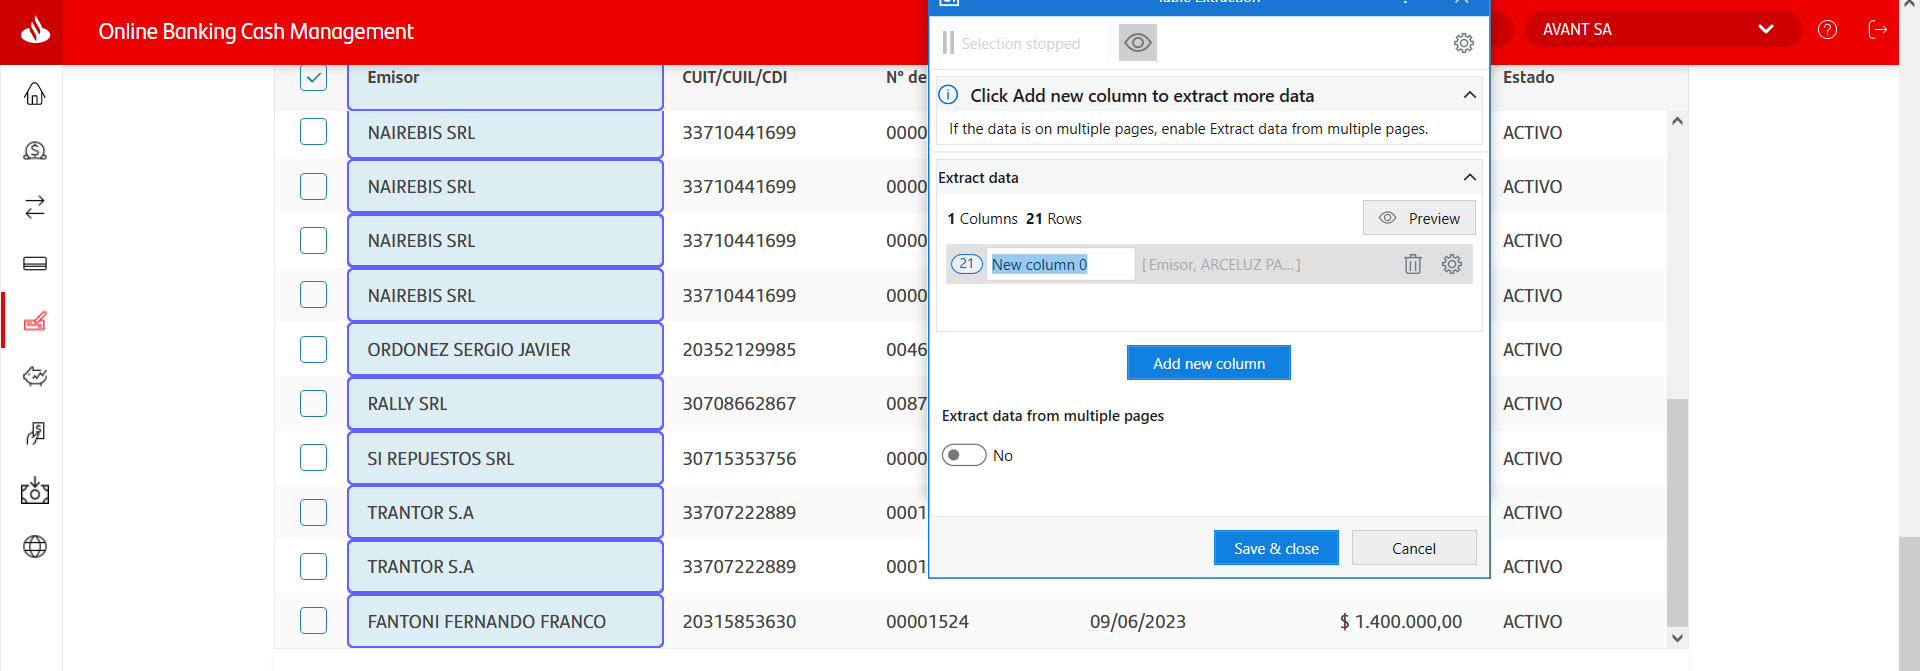 Online Banking Cash Management
AVANT SA
Table Extraction
Selection stopped
Click Add new column to extract more data
If the data is on multiple pages, enable Extract data from multiple pages.
Extract data
1 Columns 21 Rows
Preview
21 New column 0 [Emisor, ARCELUZ PA...]
Add new column
Extract data from multiple pages
No
Save & close Cancel
Emisor CUIT/CUIL/CDI N° de Estado
NAIREBIS SRL 33710441699 0000 ACTIVO
NAIREBIS SRL 33710441699 0000 ACTIVO
NAIREBIS SRL 33710441699 0000 ACTIVO
NAIREBIS SRL 33710441699 0000 ACTIVO
ORDONEZ SERGIO JAVIER 20352129985 0046 ACTIVO
RALLY SRL 30708662867 0087 ACTIVO
SI REPUESTOS SRL 30715353756 0000 ACTIVO
TRANTOR S.A 33707222889 0001 ACTIVO
TRANTOR S.A 33707222889 0001 ACTIVO
FANTONI FERNANDO FRANCO 20315853630 00001524 09/06/2023 $ 1.400.000,00 ACTIVO